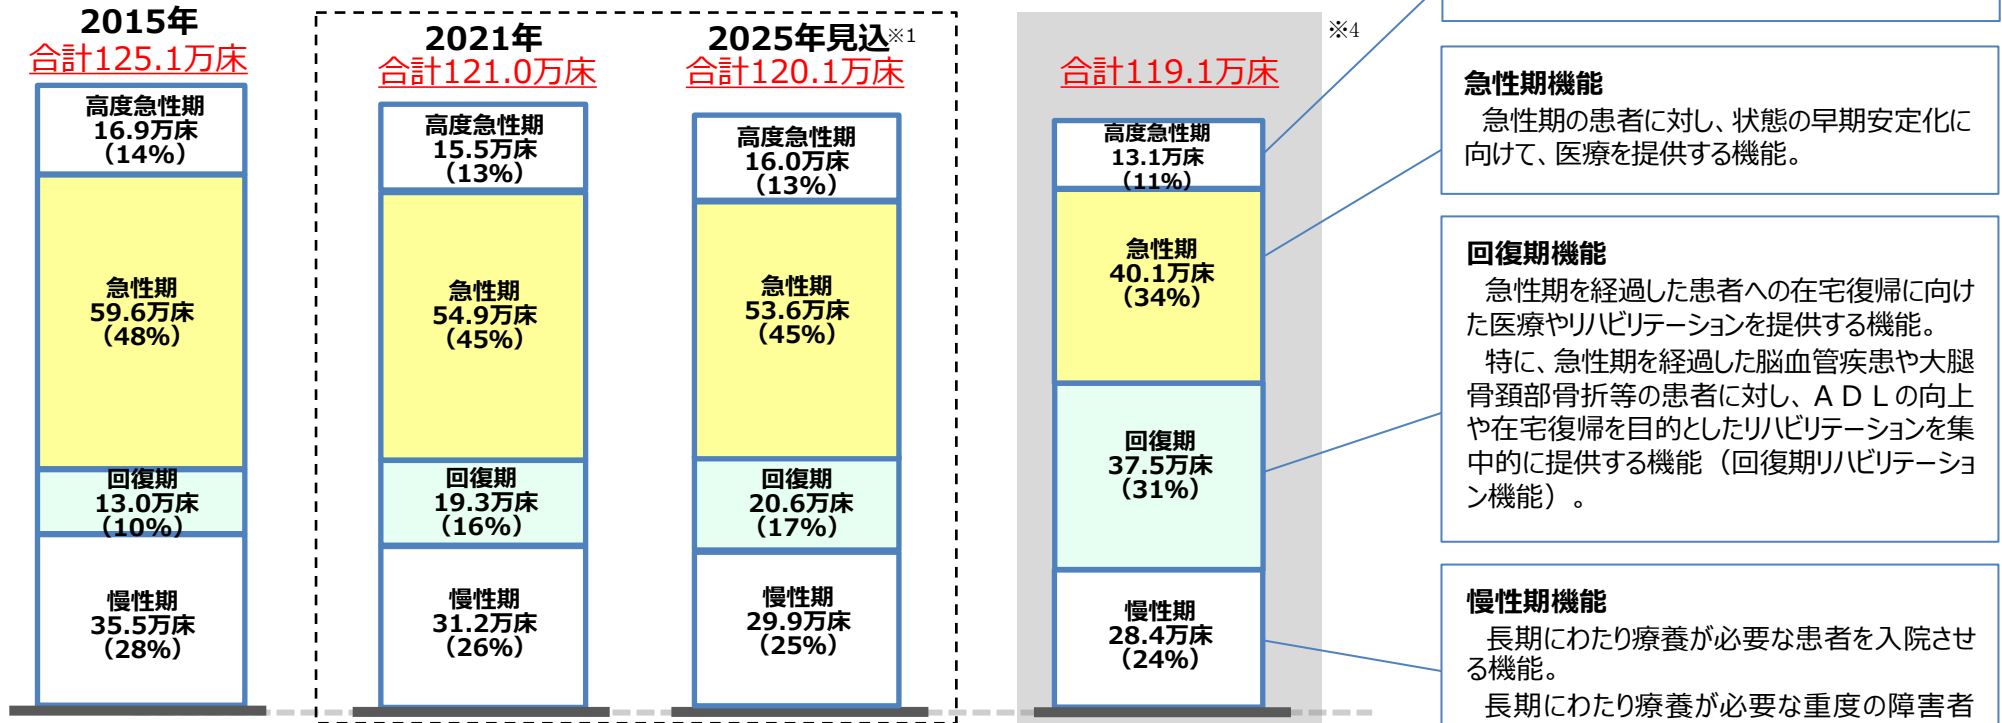 2015年
合計125.1万床
高度急性期
16.9万床
(14%)
急性期
59.6万床
(48%)
回復期
13.0万床
(10%)
慢性期
35.5万床
(28%)
2021年
合計121.0万床
高度急性期
15.5万床
(13%)
急性期
54.9万床
(45%)
回復期
19.3万床
(16%)
慢性期
31.2万床
(26%)
2025年見込※1
合計120.1万床
高度急性期
16.0万床
(13%)
急性期
53.6万床
(45%)
回復期
20.6万床
(17%)
慢性期
29.9万床
(25%)
※4
合計119.1万床
高度急性期
13.1万床
(11%)
急性期
40.1万床
(34%)
回復期
37.5万床
(31%)
慢性期
28.4万床
(24%)
急性期機能
急性期の患者に対し、状態の早期安定化に
向けて、医療を提供する機能。
回復期機能
急性期を経過した患者への在宅復帰に向け
た医療やリハビリテーションを提供する機能。
特に、急性期を経過した脳血管疾患や大腿
骨頚部骨折等の患者に対し、ＡＤＬの向上
や在宅復帰を目的としたリハビリテーションを集
中的に提供する機能（回復期リハビリテーショ
ン機能）。
慢性期機能
長期にわたり療養が必要な患者を入院させ
る機能。
長期にわたり療養が必要な重度の障害者